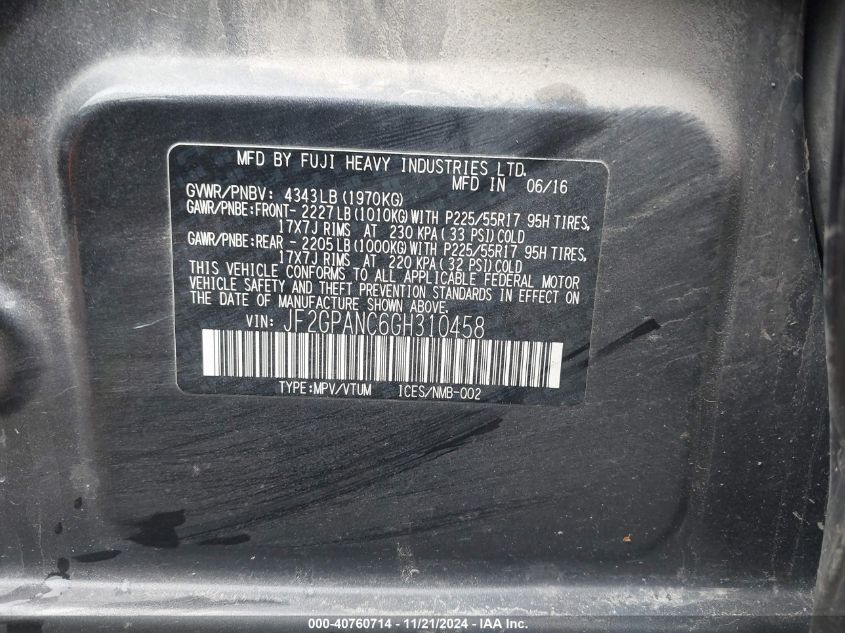 MFD BY FUJI HEAVY INDUSTRIES LTD.
MFD IN 06/16
GVWR/PNBV: 4343LB (1970KG)
GAWR/PNBE:FRONT- 2227LB (1010KG) WITH P225/55R17 95H TIRES,
17X7J RIMS AT 230 KPA (33 PSI) COLD
GAWR/PNBE:REAR - 2205LB (1000KG) WITH P225/55R17 95H TIRES,
17X7J RIMS AT 220 KPA (32 PSI) COLD
THIS VEHICLE CONFORMS TO ALL APPLICABLE FEDERAL MOTOR
VEHICLE SAFETY AND THEFT PREVENTION STANDARDS IN EFFECT ON
THE DATE OF MANUFACTURE SHOWN ABOVE.
VIN: JF2GPANC6GH310458
TYPE:MPV/VTUM ICES/NMB-002
000-40760714 - 11/21/2024 - IAA Inc.